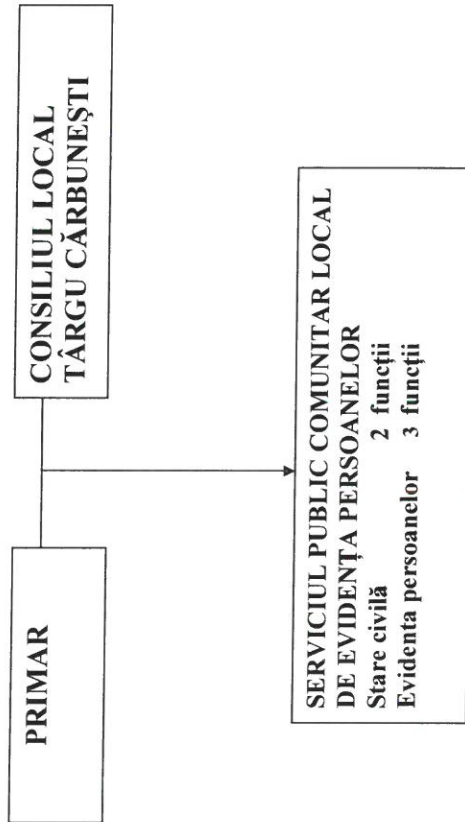 PRIMAR
CONSILIUL LOCAL
TÂRGU CĂRBUNEȘTI
SERVICIUL PUBLIC COMUNITAR LOCAL
DE EVIDENȚA PERSOANELOR
Stare civilă 2 funcții
Evidenta persoanelor 3 funcții